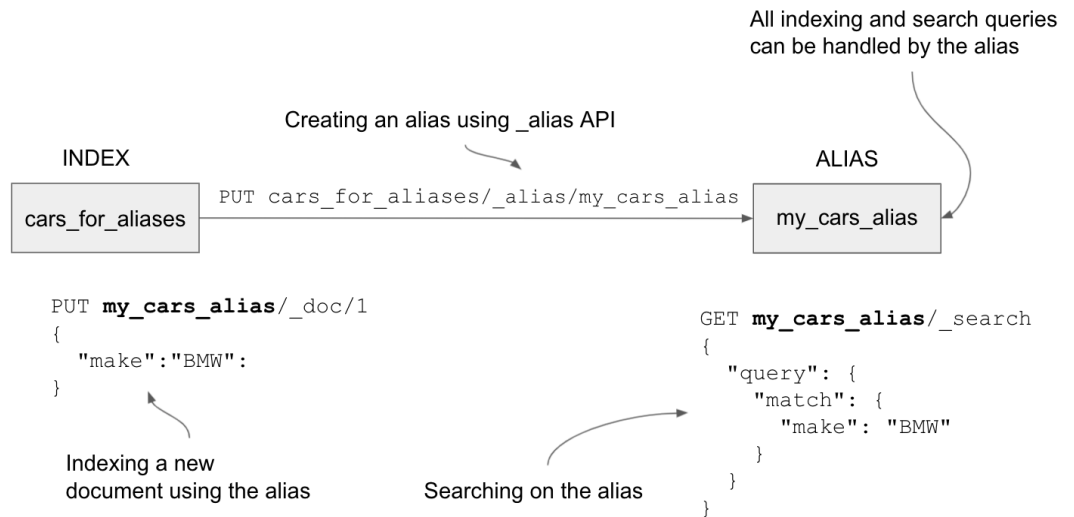 All indexing and search queries
can be handled by the alias
Creating an alias using _alias API
INDEX
ALIAS
PUT cars_for_aliases/_alias/my_cars_alias
cars_for_aliases
my_cars_alias
PUT my_cars_alias/_doc/1
{
  "make":"BMW":
}
Indexing a new
document using the alias
GET my_cars_alias/_search
{
  "query": {
    "match": {
      "make": "BMW"
    }
  }
}
Searching on the alias